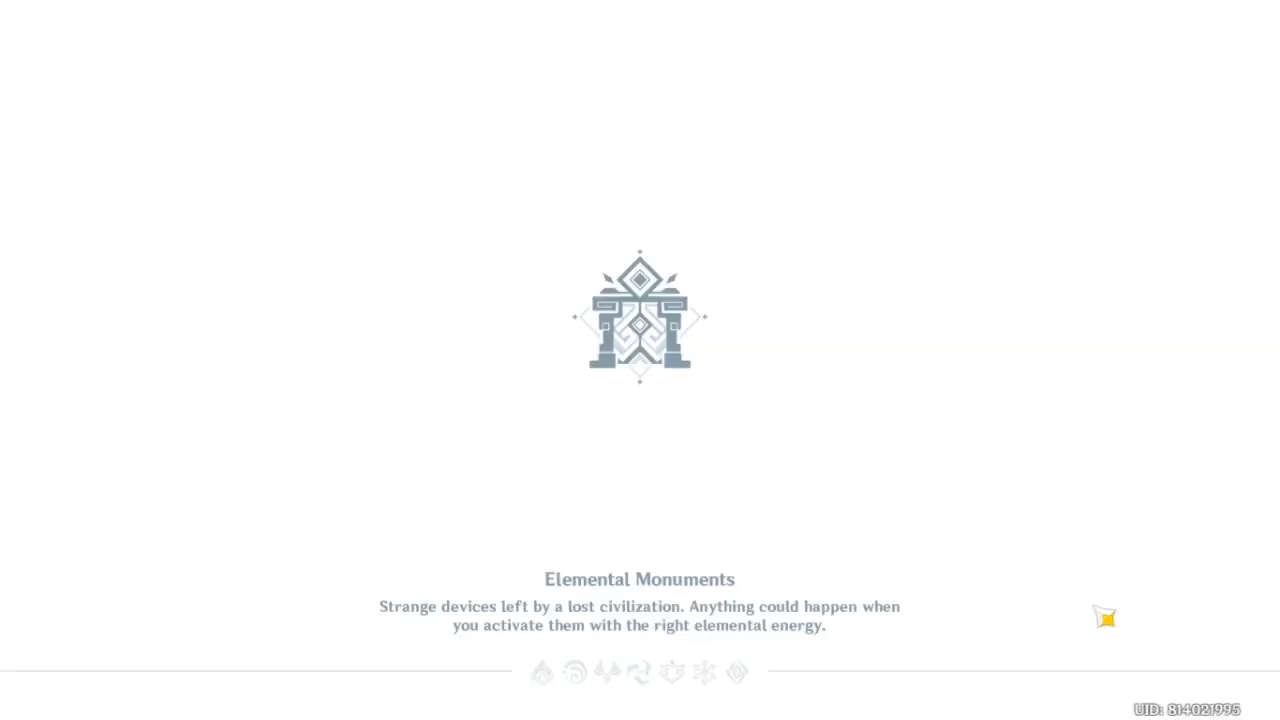 Elemental Monuments
Strange devices left by a lost civilization. Anything could happen when
you activate them with the right elemental energy.
UID: 814021995